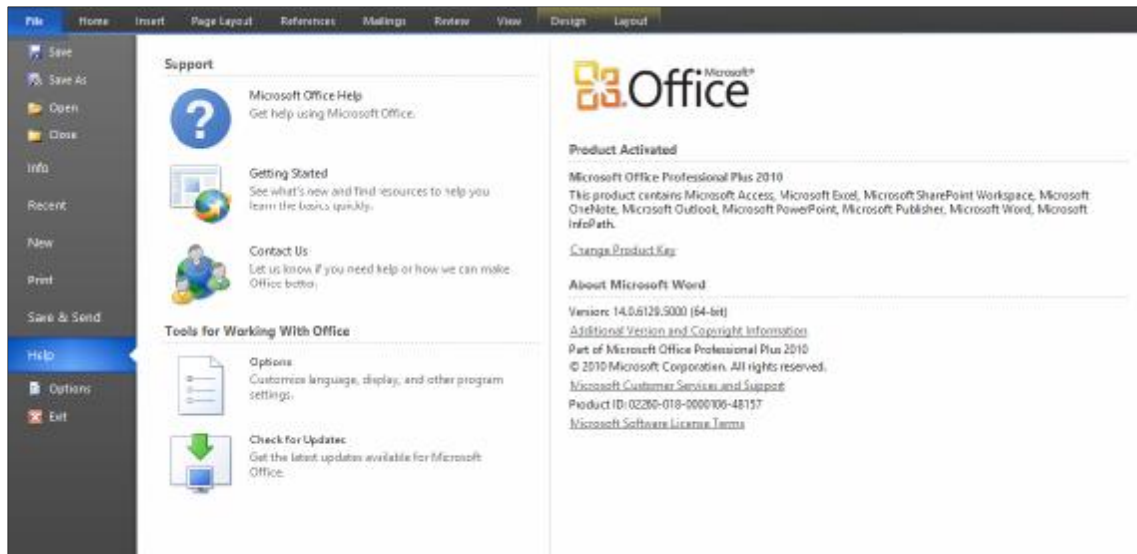 File Home Insert Page Layout References Mailings Review View Design Layout
Save
Save As
Open
Close
Info
Recent
New
Print
Save & Send
Help
Options
Exit
Support
Microsoft Office Help
Get help using Microsoft Office.
Getting Started
See what's new and find resources to help you
learn the basics quickly.
Contact Us
Let us know if you need help or how we can make
Office better.
Tools for Working With Office
Options
Customize language, display, and other program
settings.
Check for Updates
Get the latest updates available for Microsoft
Office.
Microsoft®
Office
Product Activated
Microsoft Office Professional Plus 2010
This product contains Microsoft Access, Microsoft Excel, Microsoft SharePoint Workspace, Microsoft
OneNote, Microsoft Outlook, Microsoft PowerPoint, Microsoft Publisher, Microsoft Word, Microsoft
InfoPath.
Change Product Key
About Microsoft Word
Version: 14.0.6129.5000 (64-bit)
Additional Version and Copyright Information
Part of Microsoft Office Professional Plus 2010
© 2010 Microsoft Corporation. All rights reserved.
Microsoft Customer Services and Support
Product ID: 02260-018-0000106-48157
Microsoft Software License Terms